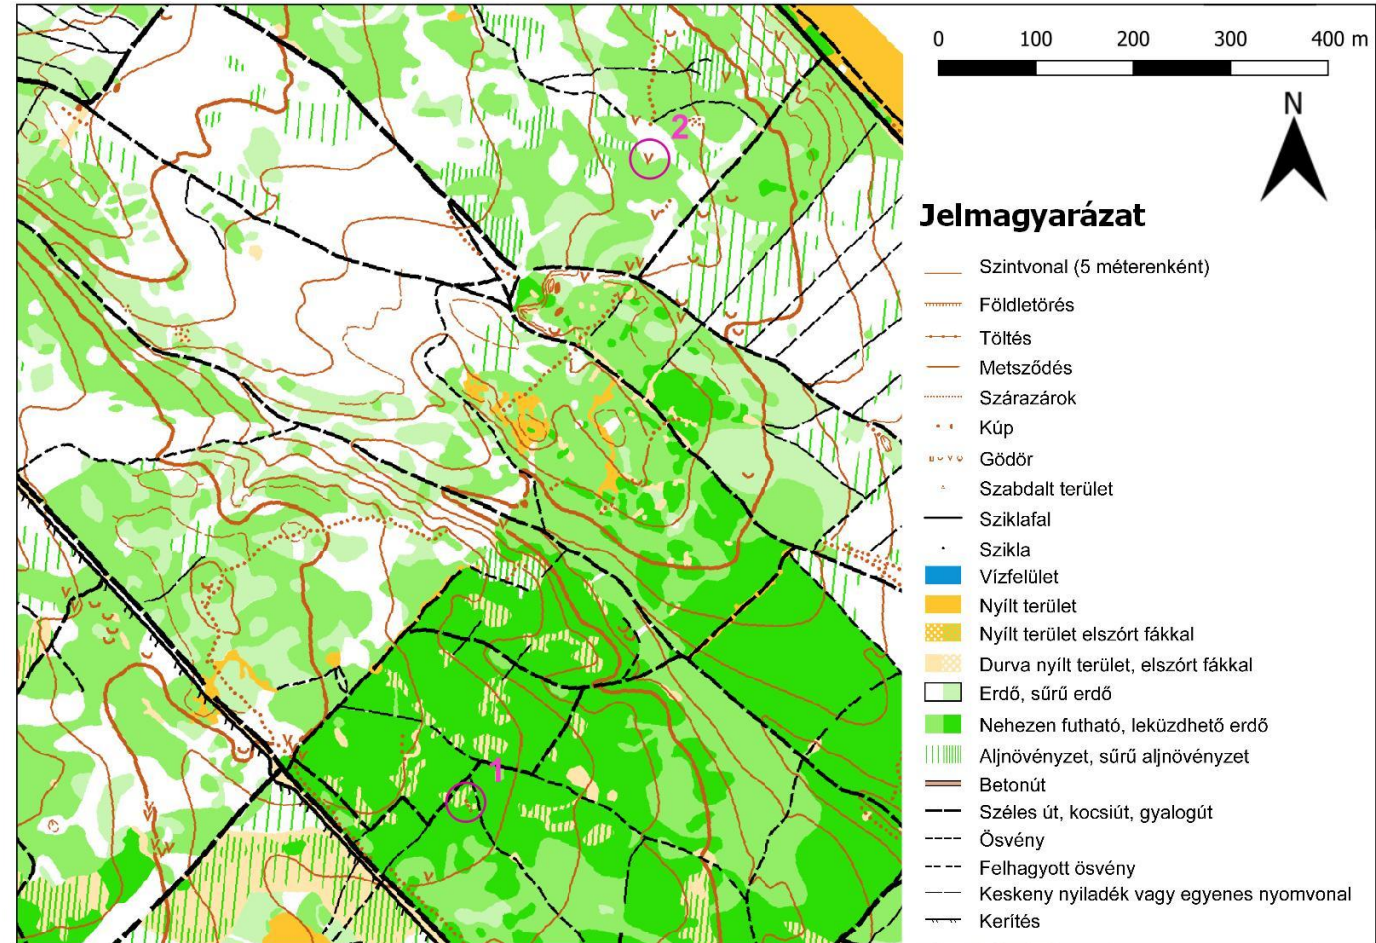 0 100 200 300 400 m
N
2
Jelmagyarázat
Szintvonal (5 méterenként)
Földletörés
Töltés
Metsződés
Szárazárok
Kúp
Gödör
Szabdalt terület
Sziklafal
Szikla
Vízfelület
Nyílt terület
Nyílt terület elszórt fákkal
Durva nyílt terület, elszórt fákkal
Erdő, sűrű erdő
Nehezen futható, leküzdhető erdő
Aljnövényzet, sűrű aljnövényzet
Betonút
Széles út, kocsiút, gyalogút
Ösvény
Felhagyott ösvény
Keskeny nyiladék vagy egyenes nyomvonal
Kerítés
1